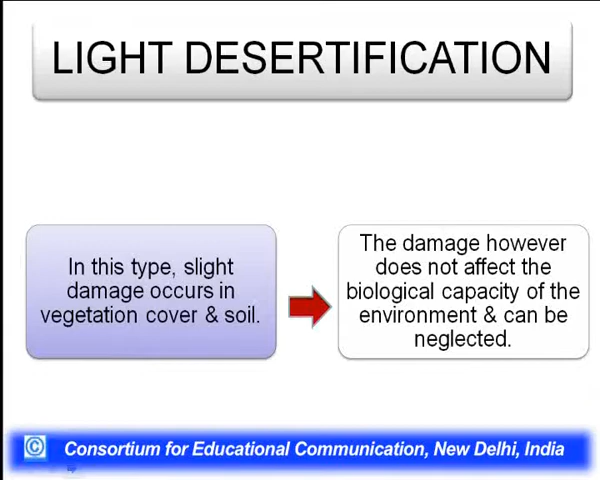 LIGHT DESERTIFICATION
In this type, slight
damage occurs in
vegetation cover & soil.
The damage however
does not affect the
biological capacity of the
environment & can be
neglected.
© Consortium for Educational Communication, New Delhi, India